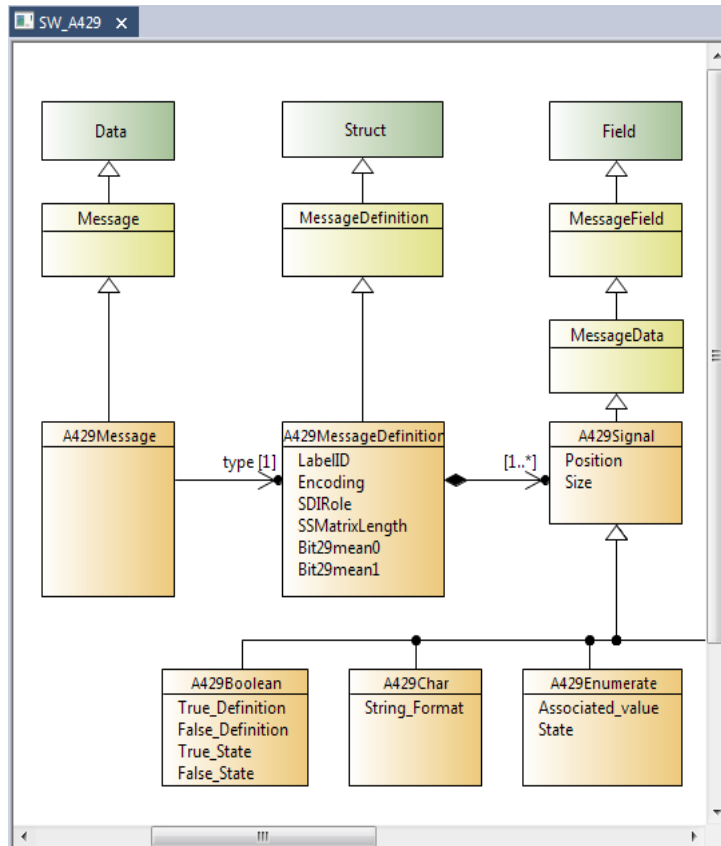 SW_A429 ×
Data
Struct
Field
Message
MessageDefinition
MessageField
MessageData
A429Message
A429MessageDefinition
LabelID
Encoding
SDIRole
SSMatrixLength
Bit29mean0
Bit29mean1
A429Signal
Position
Size
type [1]
[1..*]
A429Boolean
True_Definition
False_Definition
True_State
False_State
A429Char
String_Format
A429Enumerate
Associated_value
State